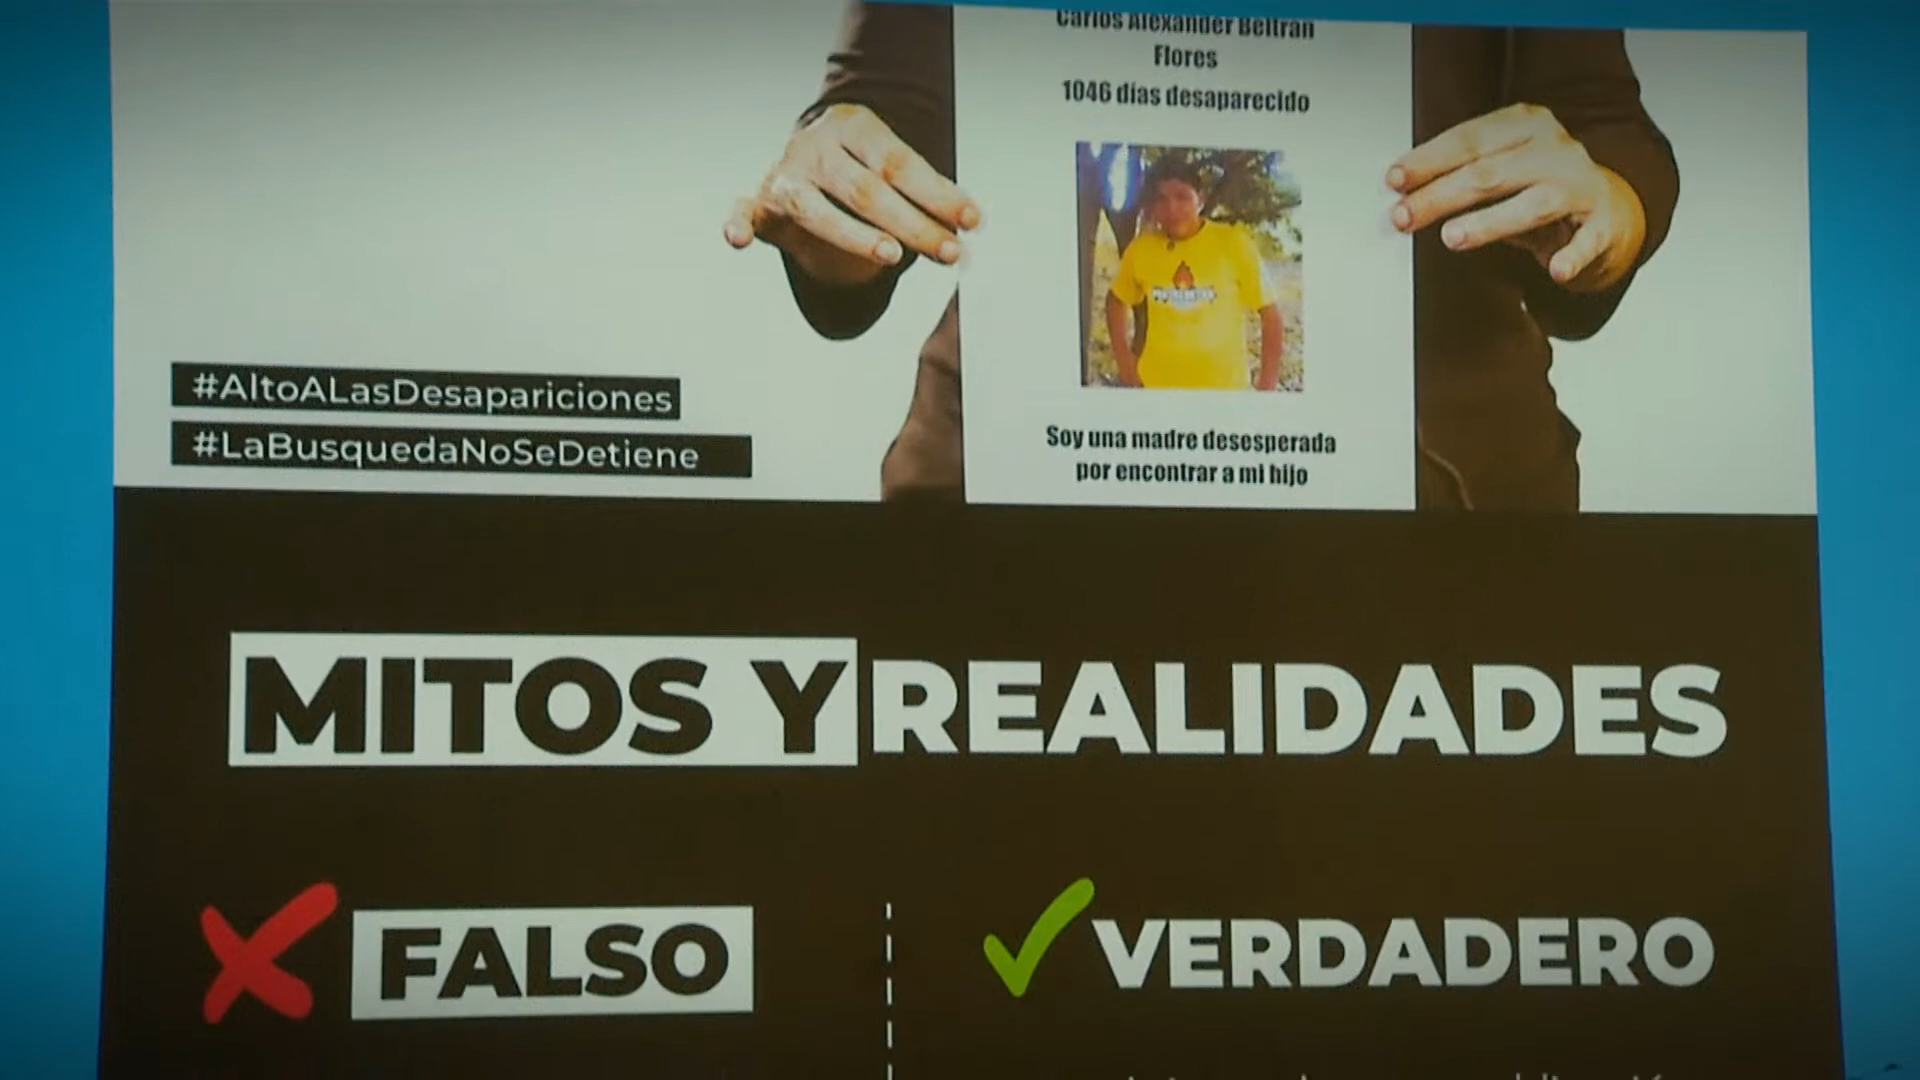 Carlos Alexander Beltrán
Flores
1046 días desaparecido
Soy una madre desesperada
por encontrar a mi hijo
#AltoALasDesapariciones
#LaBusquedaNoSeDetiene
MITOS Y REALIDADES
FALSO
VERDADERO